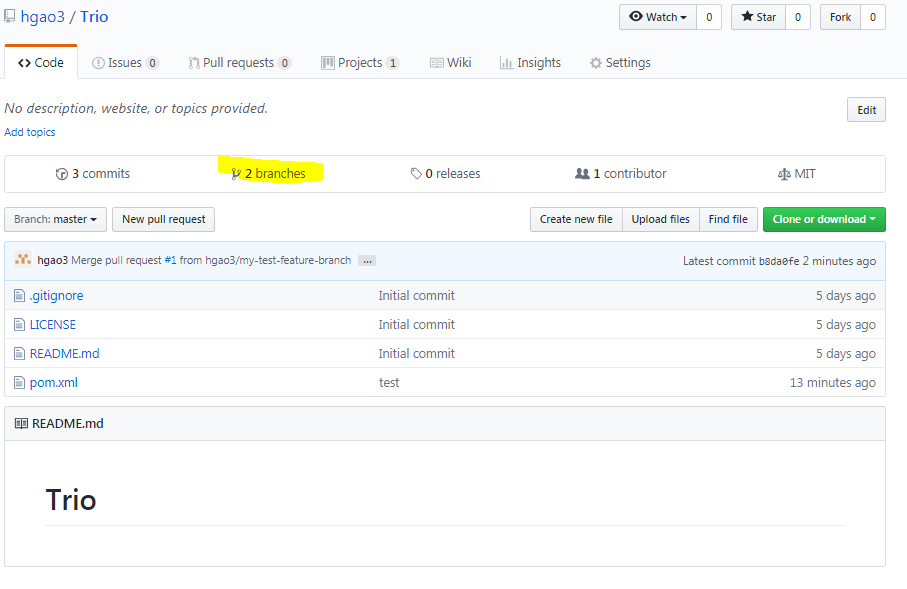 hgao3 / Trio
Watch 0 Star 0 Fork 0
Code Issues 0 Pull requests 0 Projects 1 Wiki Insights Settings
No description, website, or topics provided. Edit
Add topics
3 commits 2 branches 0 releases 1 contributor MIT
Branch: master New pull request Create new file Upload files Find file Clone or download
hgao3 Merge pull request #1 from hgao3/my-test-feature-branch ... Latest commit b8da0fe 2 minutes ago
.gitignore Initial commit 5 days ago
LICENSE Initial commit 5 days ago
README.md Initial commit 5 days ago
pom.xml test 13 minutes ago
README.md
Trio